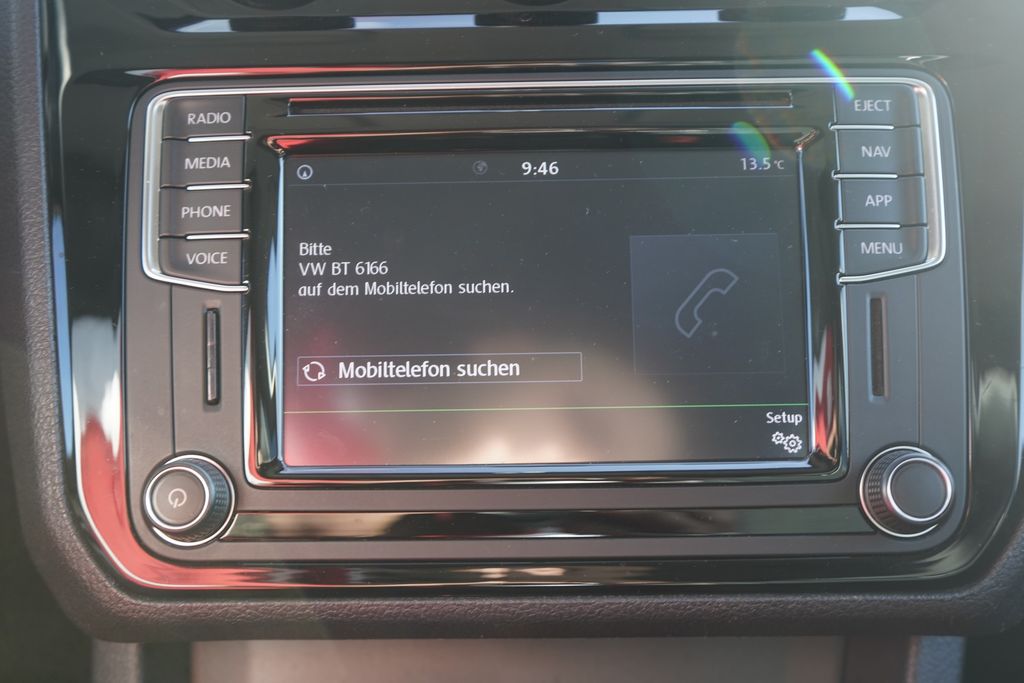 RADIO
MEDIA
PHONE
VOICE
EJECT
NAV
APP
MENU
9:46
13.5°C
Bitte
VW BT 6166
auf dem Mobiltelefon suchen.
Mobiltelefon suchen
Setup